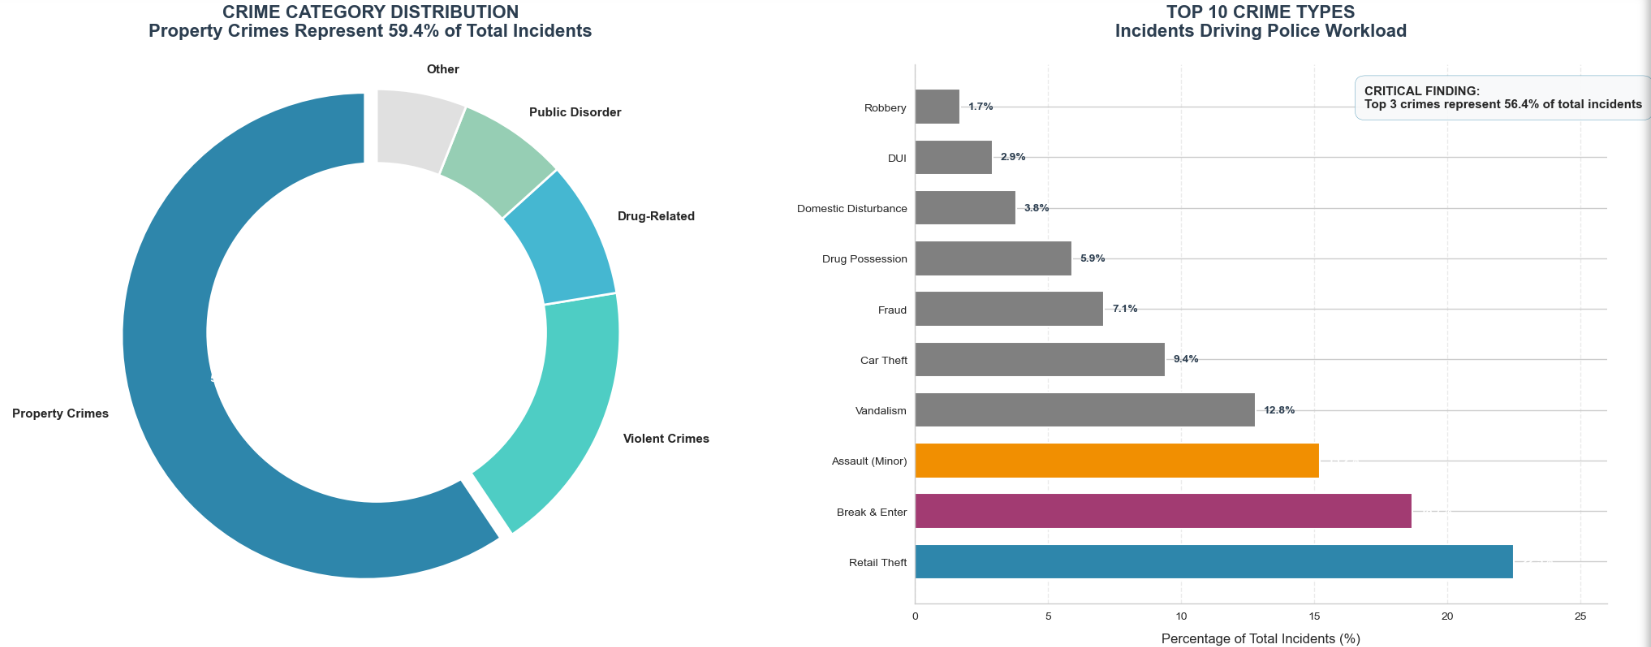 CRIME CATEGORY DISTRIBUTION
Property Crimes Represent 59.4% of Total Incidents
Other
Public Disorder
Drug-Related
Violent Crimes
Property Crimes
TOP 10 CRIME TYPES
Incidents Driving Police Workload
CRITICAL FINDING:
Top 3 crimes represent 56.4% of total incidents
Robbery 1.7%
DUI 2.9%
Domestic Disturbance 3.8%
Drug Possession 5.9%
Fraud 7.1%
Car Theft 9.4%
Vandalism 12.8%
Assault (Minor)
Break & Enter
Retail Theft
0 5 10 15 20 25
Percentage of Total Incidents (%)